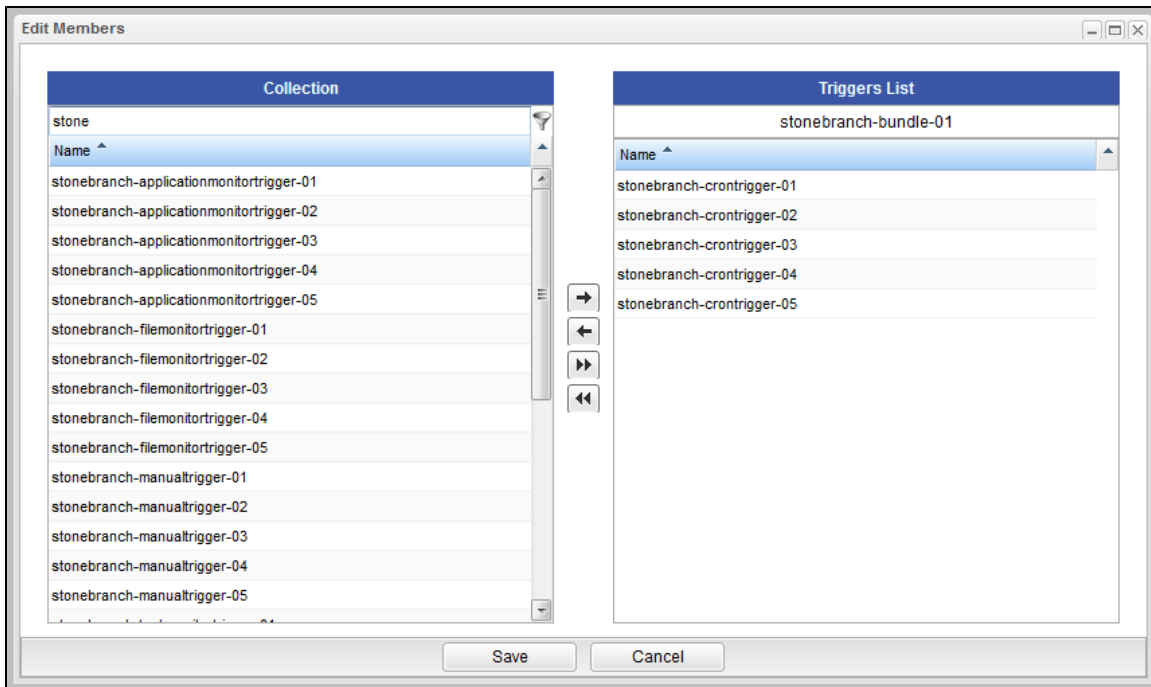 Edit Members
Collection
stone
Name
stonebranch-applicationmonitortrigger-01
stonebranch-applicationmonitortrigger-02
stonebranch-applicationmonitortrigger-03
stonebranch-applicationmonitortrigger-04
stonebranch-applicationmonitortrigger-05
stonebranch-filemonitortrigger-01
stonebranch-filemonitortrigger-02
stonebranch-filemonitortrigger-03
stonebranch-filemonitortrigger-04
stonebranch-filemonitortrigger-05
stonebranch-manualtrigger-01
stonebranch-manualtrigger-02
stonebranch-manualtrigger-03
stonebranch-manualtrigger-04
stonebranch-manualtrigger-05
Triggers List
stonebranch-bundle-01
Name
stonebranch-crontrigger-01
stonebranch-crontrigger-02
stonebranch-crontrigger-03
stonebranch-crontrigger-04
stonebranch-crontrigger-05
Save
Cancel